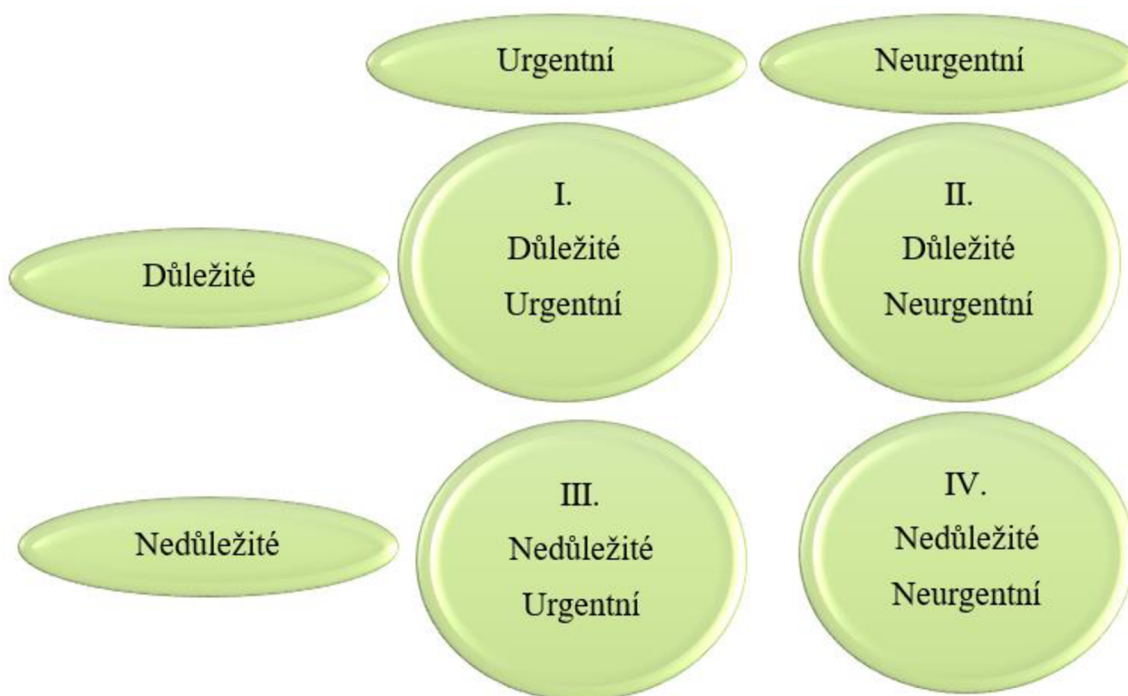 Urgentní
Neurgentní
Důležité
I.
Důležité
Urgentní
II.
Důležité
Neurgentní
Nedůležité
III.
Nedůležité
Urgentní
IV.
Nedůležité
Neurgentní